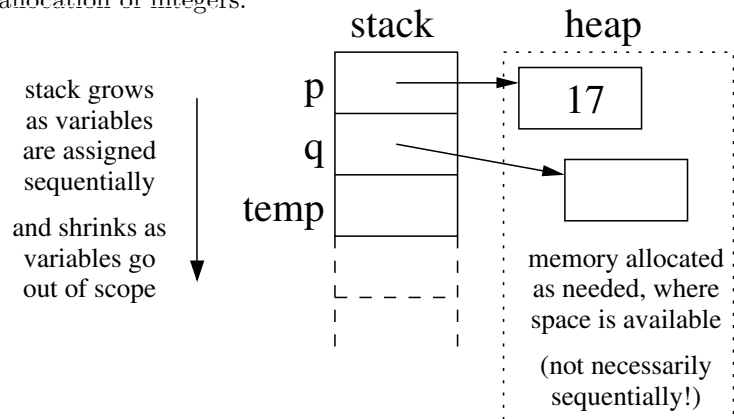 allocation of integers.
stack
heap
stack grows
as variables
are assigned
sequentially
and shrinks as
variables go
out of scope
p
q
temp
17
memory allocated
as needed, where
space is available
(not necessarily
sequentially!)